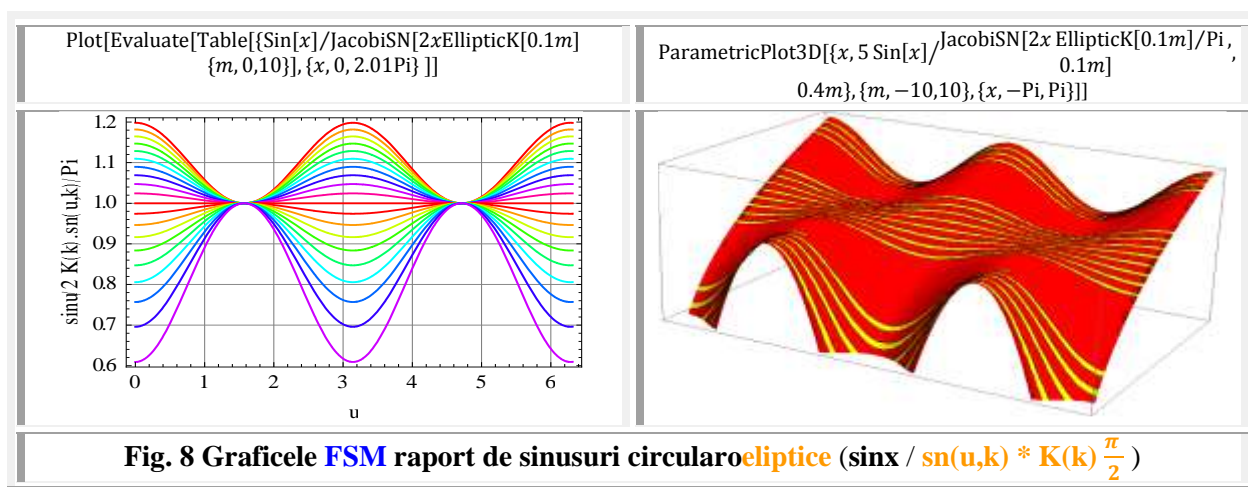 Plot[Evaluate[Table[{Sin[x]/JacobiSN[2xEllipticK[0.1m]
{m, 0,10}],{x, 0, 2.01Pi} ]]
ParametricPlot3D[{x, 5 Sin[x]/JacobiSN[2x EllipticK[0.1m]/Pi ,
0.1m]
0.4m},{m, −10,10},{x, −Pi, Pi}]]
sinu/2 K(k).sn(u,k)/Pi
1.2
1.1
1.0
0.9
0.8
0.7
0.6
0 1 2 3 4 5 6
u
Fig. 8 Graficele FSM raport de sinusuri circularoeliptice (sinx / sn(u,k) * K(k) π/2 )